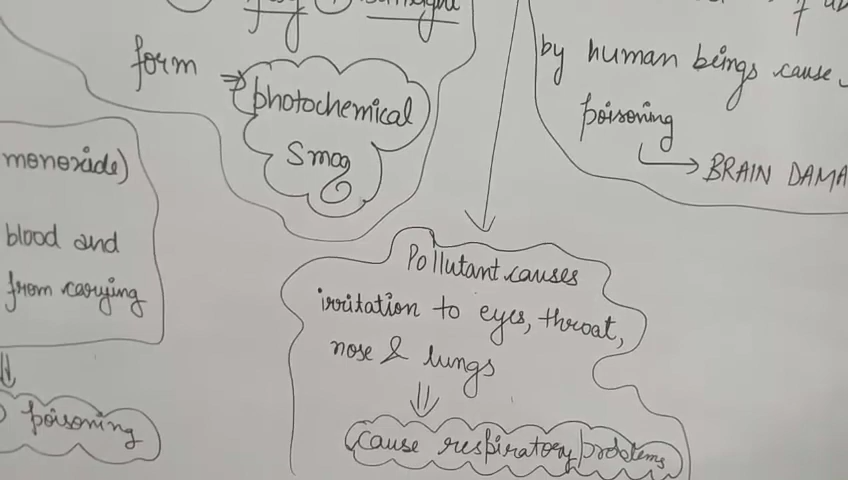 form ⇒ photochemical
Smog
by human beings cause
poisoning
BRAIN DAMA
monoxide)
blood and
from carying
poisoning
Pollutant causes
irritation to eyes, throat,
nose & lungs
cause respiratory problems